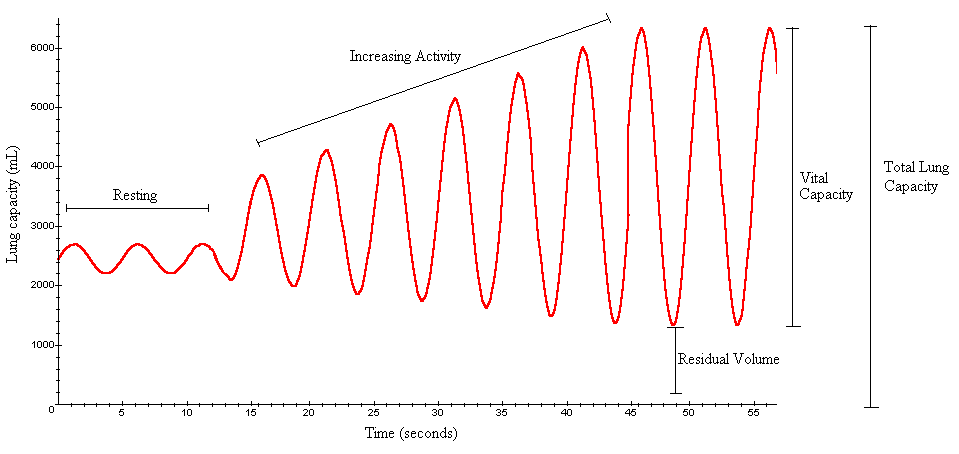 6000
Increasing Activity
5000
4000
Total Lung
Capacity
Vital
Capacity
Resting
Lung capacity (mL)
3000
2000
1000
Residual Volume
0
5 10 15 20 25 30 35 40 45 50 55
Time (seconds)